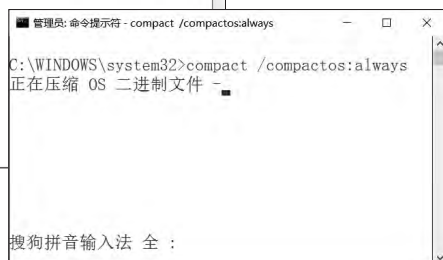 管理员: 命令提示符 - compact /compactos:always
C:\WINDOWS\system32>compact /compactos:always
正在压缩 OS 二进制文件 -
搜狗拼音输入法 全 :